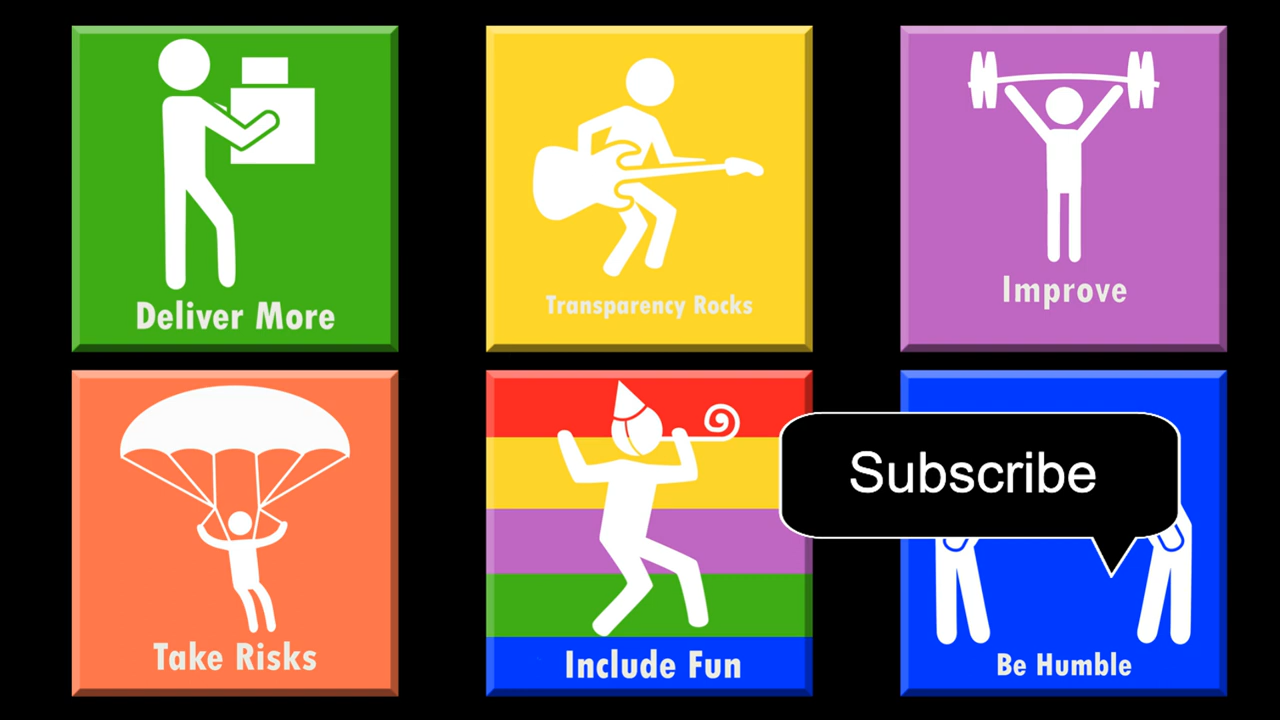 Deliver More
Transparency Rocks
Improve
Take Risks
Include Fun
Subscribe
Be Humble